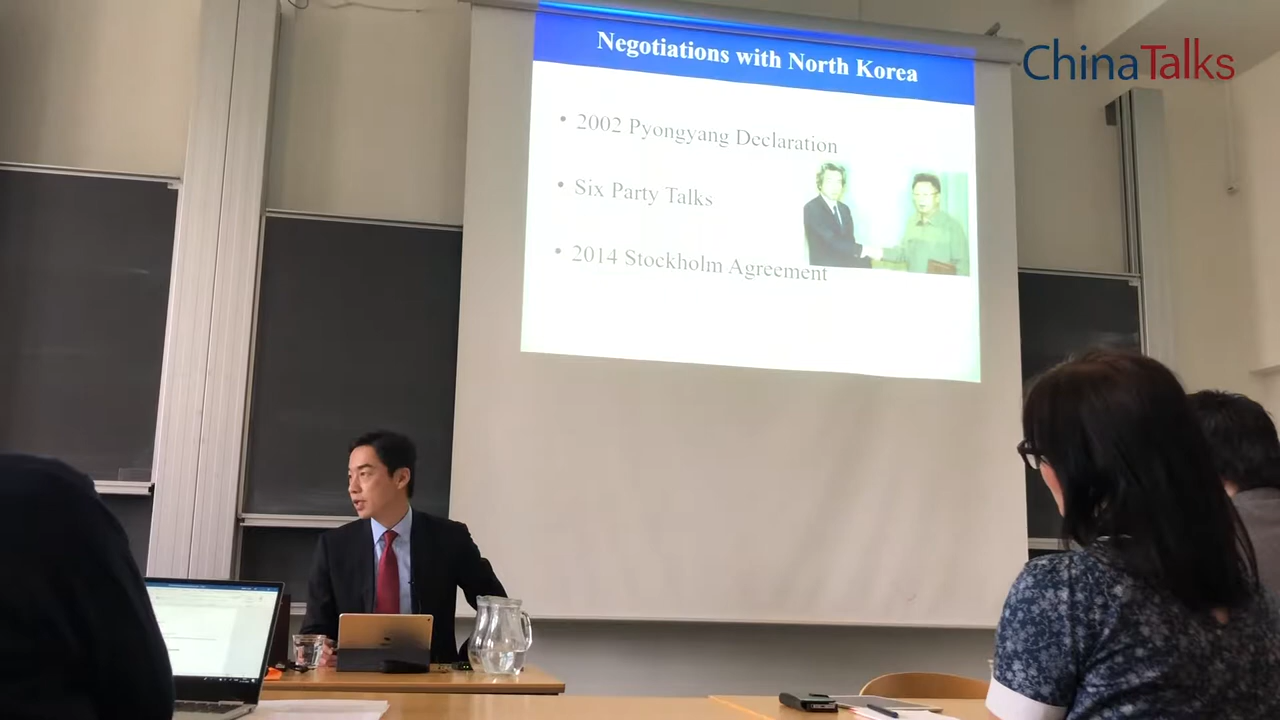 Negotiations with North Korea
ChinaTalks
• 2002 Pyongyang Declaration
• Six Party Talks
• 2014 Stockholm Agreement